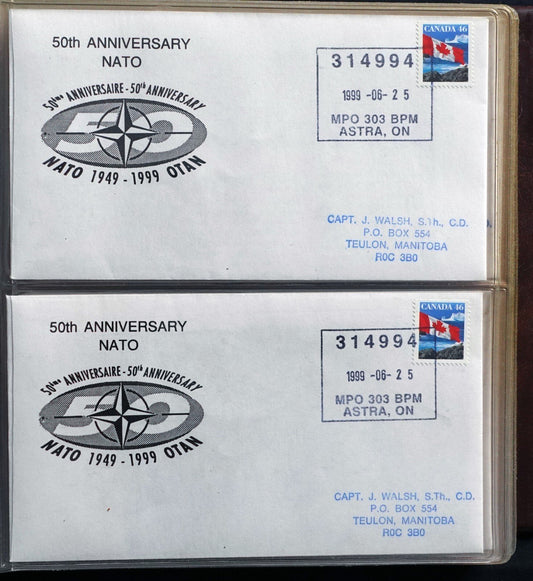 50th ANNIVERSARY
NATO
50ème ANNIVERSAIRE - 50th ANNIVERSARY
50
NATO 1949 - 1999 OTAN
CANADA 46
314994
1999 -06- 25
MPO 303 BPM
ASTRA, ON
CAPT. J. WALSH, S.Th., C.D.
P.O. BOX 554
TEULON, MANITOBA
R0C 3B0
50th ANNIVERSARY
NATO
50ème ANNIVERSAIRE - 50th ANNIVERSARY
50
NATO 1949 - 1999 OTAN
CANADA 46
314994
1999 -06- 25
MPO 303 BPM
ASTRA, ON
CAPT. J. WALSH, S.Th., C.D.
P.O. BOX 554
TEULON, MANITOBA
R0C 3B0